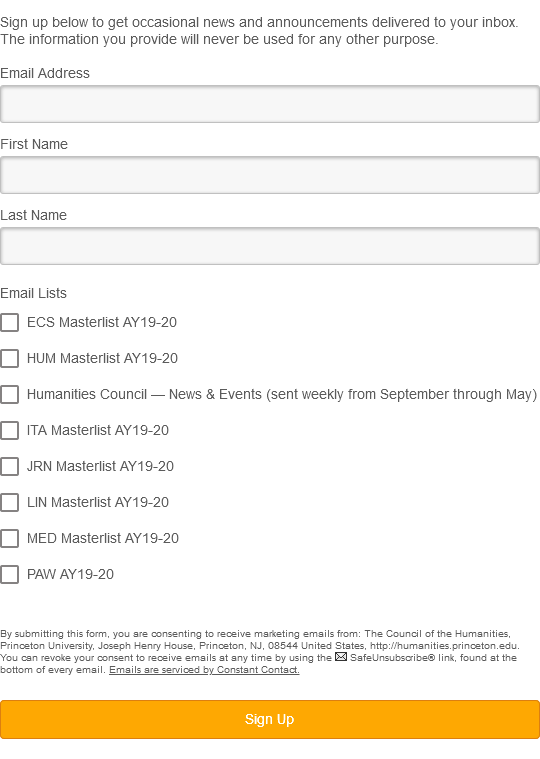 Sign up below to get occasional news and announcements delivered to your inbox.
The information you provide will never be used for any other purpose.
Email Address
First Name
Last Name
Email Lists
ECS Masterlist AY19-20
HUM Masterlist AY19-20
Humanities Council — News & Events (sent weekly from September through May)
ITA Masterlist AY19-20
JRN Masterlist AY19-20
LIN Masterlist AY19-20
MED Masterlist AY19-20
PAW AY19-20
By submitting this form, you are consenting to receive marketing emails from: The Council of the Humanities,
Princeton University, Joseph Henry House, Princeton, NJ, 08544 United States, http://humanities.princeton.edu.
You can revoke your consent to receive emails at any time by using the SafeUnsubscribe® link, found at the
bottom of every email. Emails are serviced by Constant Contact.
Sign Up